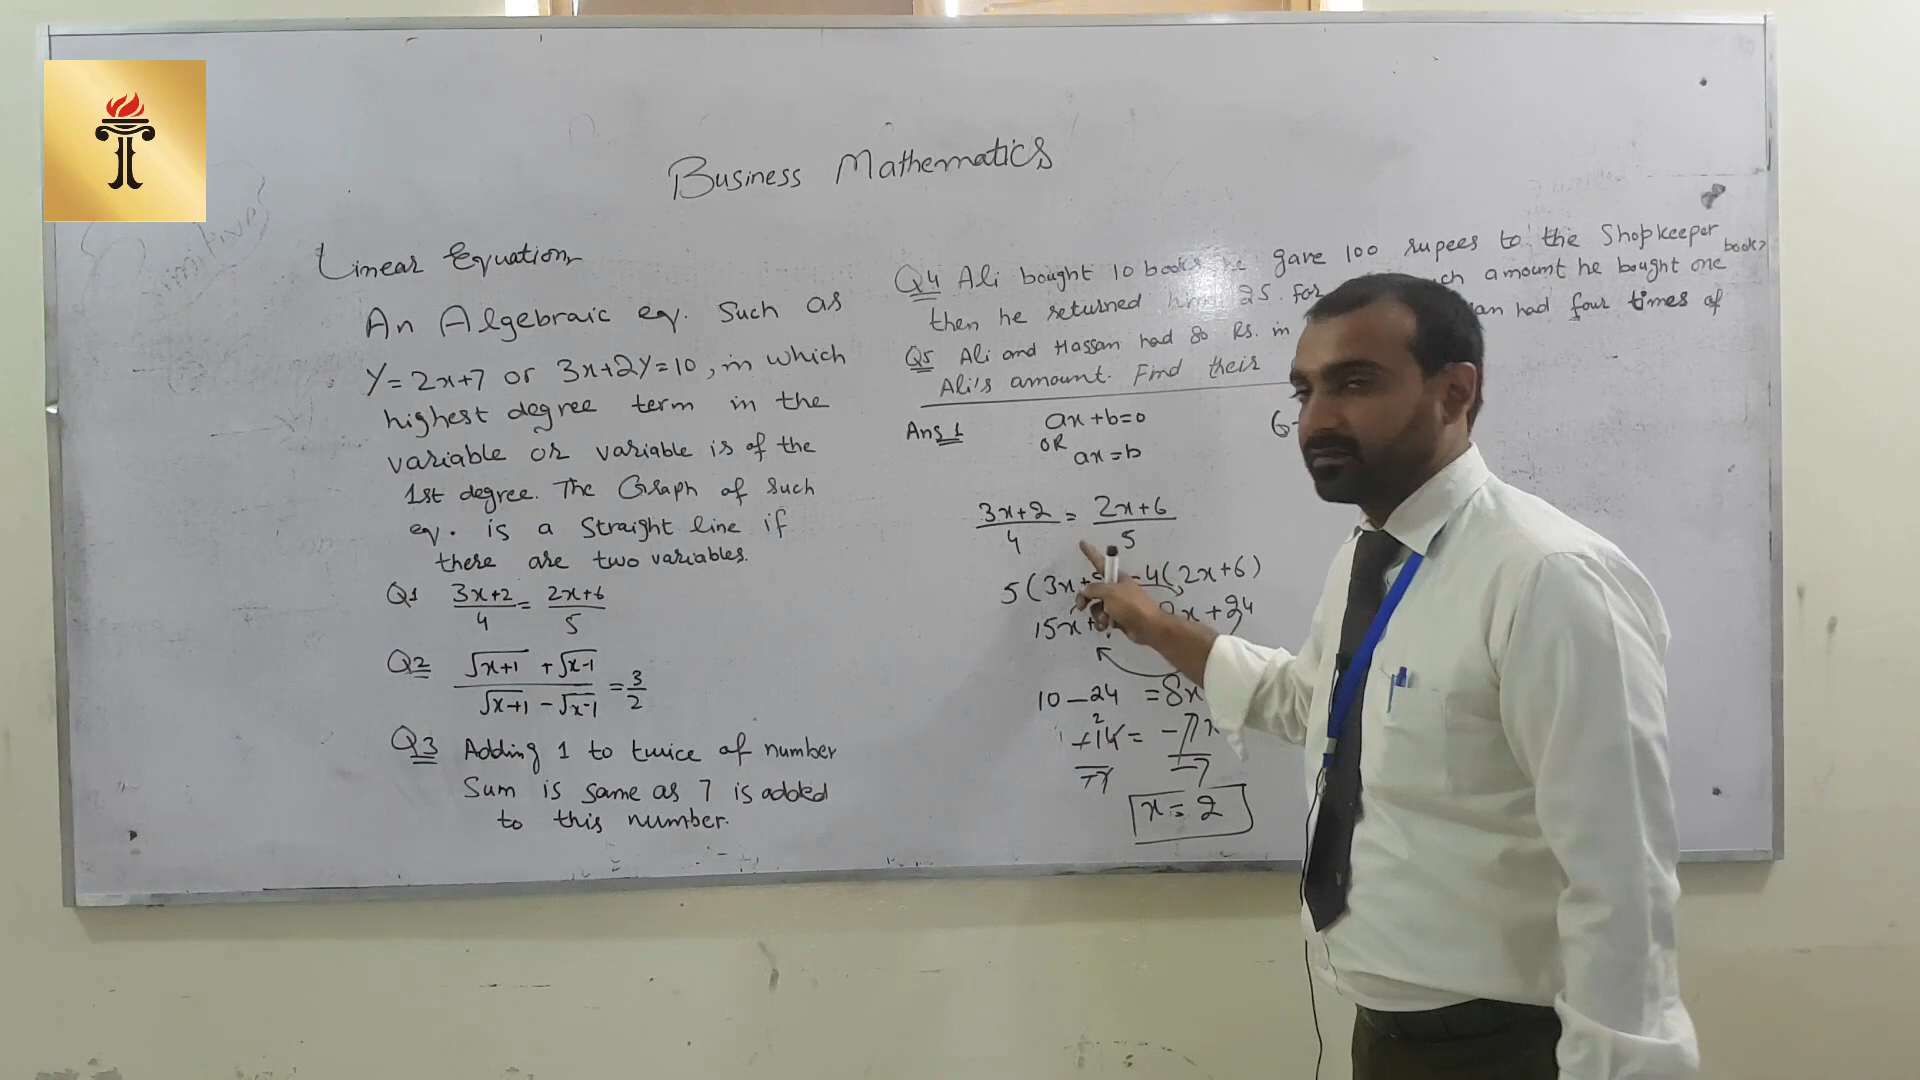 Business Mathematics
Linear Equation
An Algebraic eq. Such as
Y=2x+7 or 3x+2Y=10, in which
highest degree term in the
variable or variable is of the
1st degree. The Graph of such
eq. is a straight line if
there are two variables.
Q1 (3x+2)/4 = (2x+6)/5
Q2 (√x+1 + √x-1)/(√x+1 - √x-1) = 3/2
Q3 Adding 1 to twice of number
Sum is same as 7 is added
to this number.
Q4 Ali bought 10 books he gave 100 rupees to the Shopkeeper
then he returned him 25. For amount he bought one book?
Q5 Ali and Hassan had 80 Rs. in had four times of
Ali's amount. Find their
Ans 1 ax+b=0
OR
ax=b
(3x+2)/4 = (2x+6)/5
5(3x+ 4(2x+6)
15x+ x+24
10-24 =8x
x=2